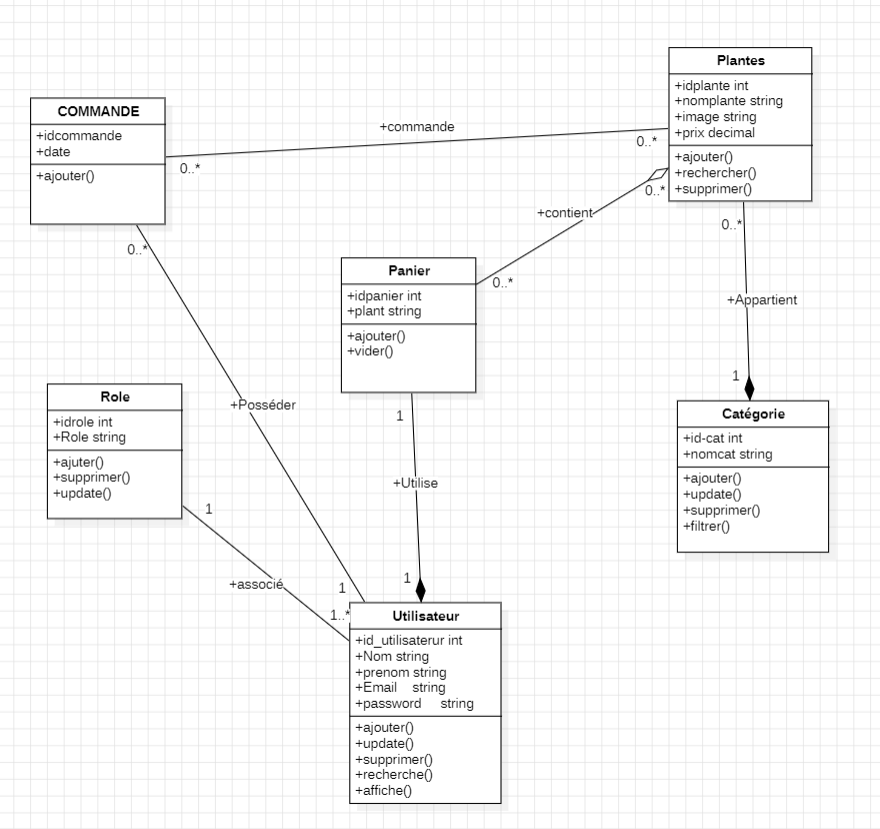 COMMANDE
+idcommande
+date
+ajouter()
+commande
0..*
0..*
Plantes
+idplante int
+nomplante string
+image string
+prix decimal
+ajouter()
+rechercher()
+supprimer()
0..*
+contient
0..*
Panier
+idpanier int
+plant string
+ajouter()
+vider()
0..*
+Appartient
1
Catégorie
+id-cat int
+nomcat string
+ajouter()
+update()
+supprimer()
+filtrer()
0..*
+Posséder
1
Role
+idrole int
+Role string
+ajuter()
+supprimer()
+update()
1
+associé
1..*
1
+Utilise
1
Utilisateur
+id_utilisaterur int
+Nom string
+prenom string
+Email string
+password string
+ajouter()
+update()
+supprimer()
+recherche()
+affiche()